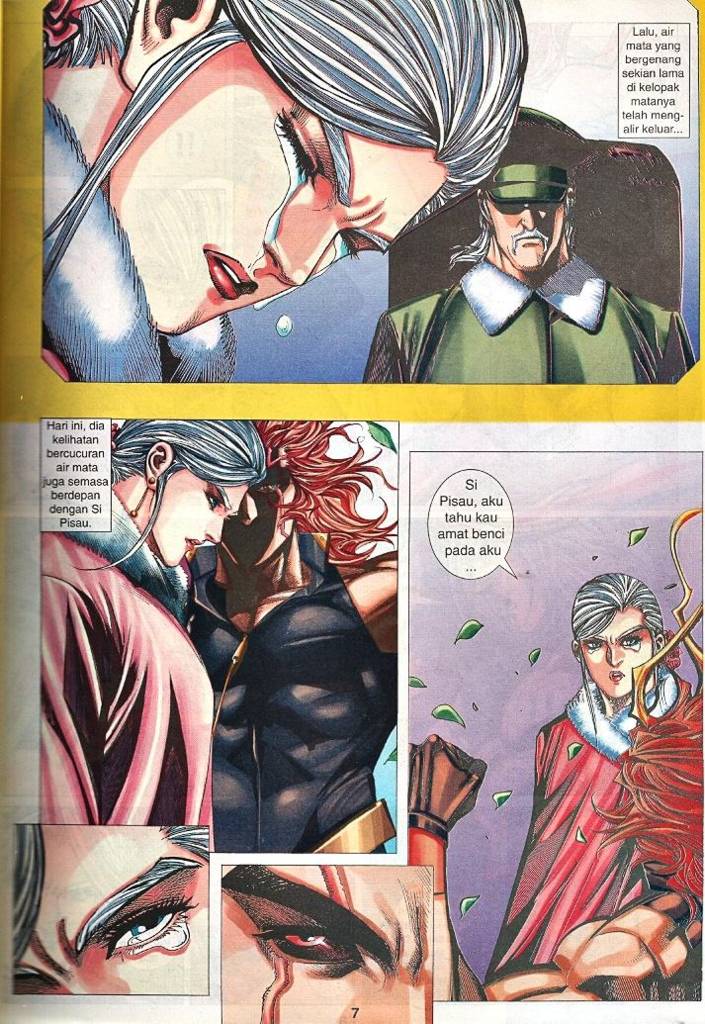 Lalu, air
mata yang
bergenang
sekian lama
di kelopak
matanya
telah meng-
alir keluar...
Hari ini, dia
kelihatan
bercucuran
air mata
juga semasa
berdepan
dengan Si
Pisau.
Si
Pisau, aku
tahu kau
amat benci
pada aku
...
7